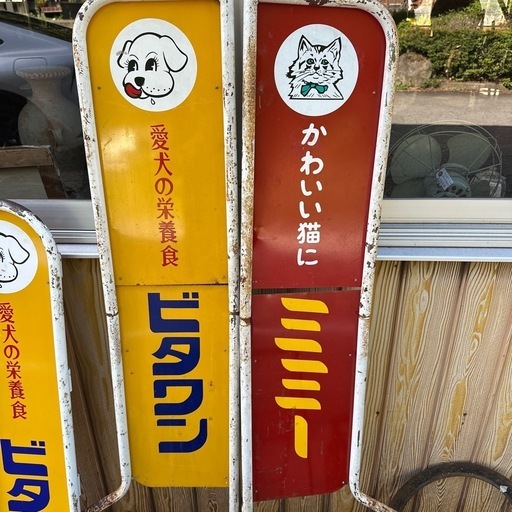 愛犬の栄養食
ビタワン
かわいい猫に
ミミミー
愛犬の栄養食
ビタ